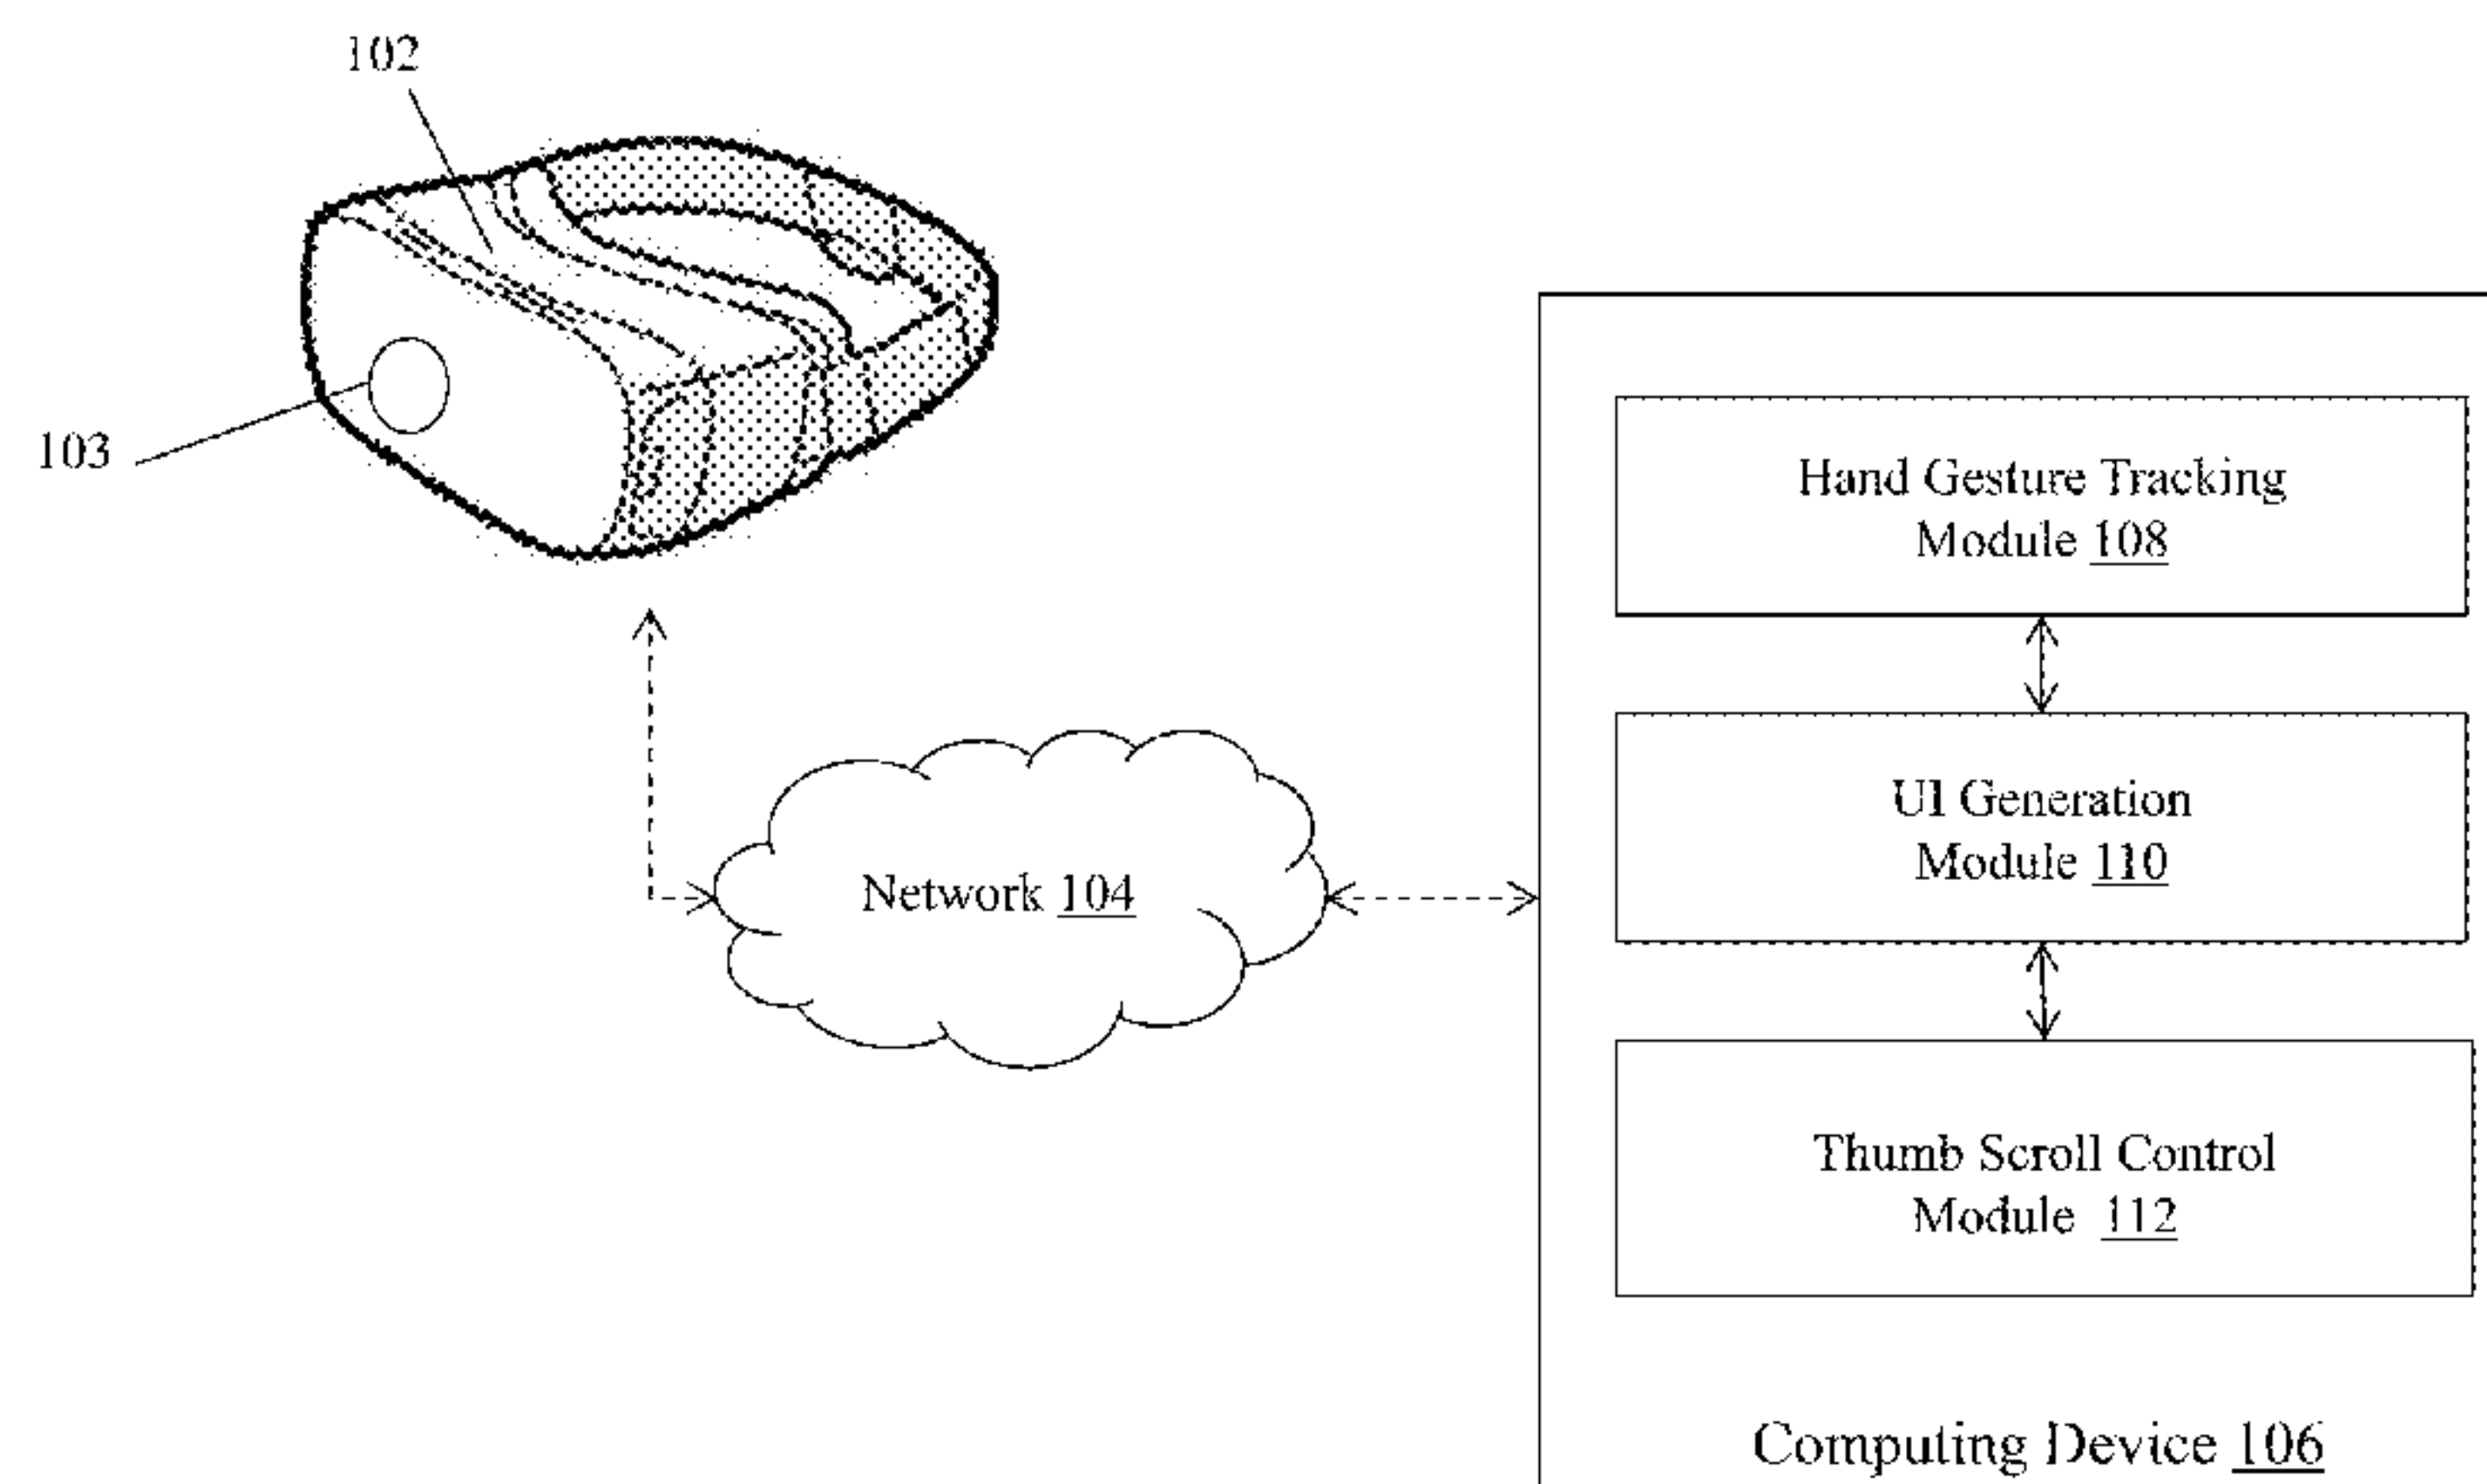 102
103
Hand Gesture Tracking
Module 108
UI Generation
Module 110
Network 104
Thumb Scroll Control
Module 112
Computing Device 106